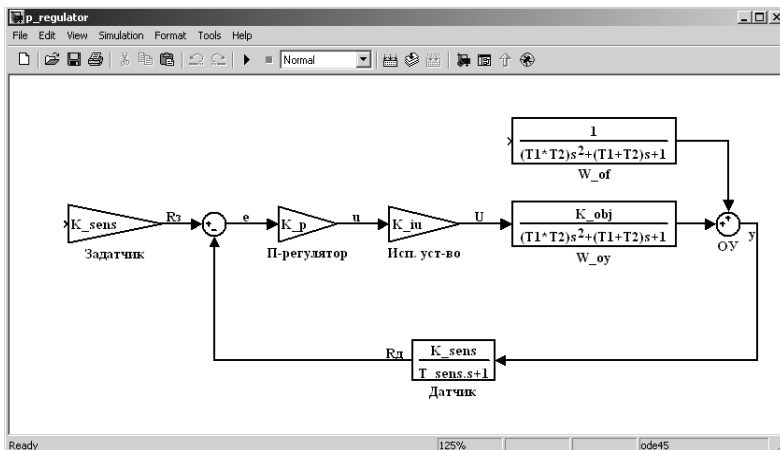 p_regulator
File Edit View Simulation Format Tools Help
Normal
1
(T1*T2)s²+(T1+T2)s+1
W_of
K_sens
Задатчик
Rз
e
K_p
П-регулятор
u
K_iu
Исп. уст-во
U
K_obj
(T1*T2)s²+(T1+T2)s+1
W_oy
ОУ
y
Rд
K_sens
T_sens.s+1
Датчик
Ready 125% ode45